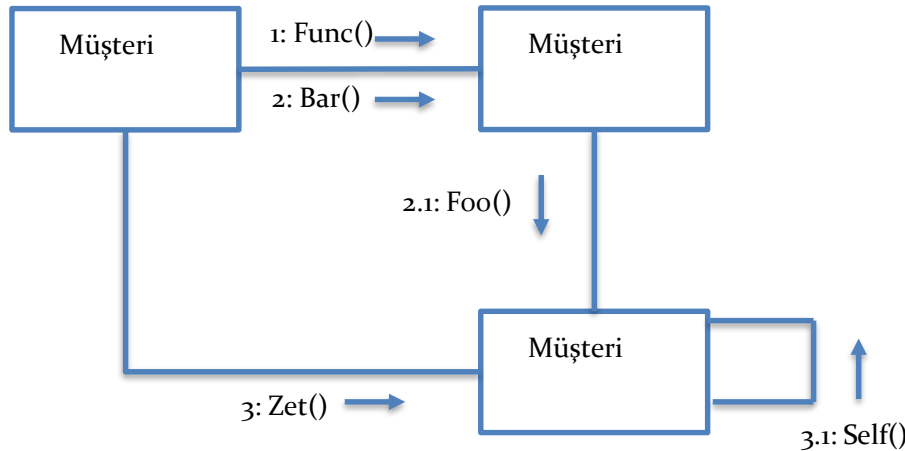 Müşteri
1: Func()
Müşteri
2: Bar()
2.1: Foo()
Müşteri
3: Zet()
3.1: Self()